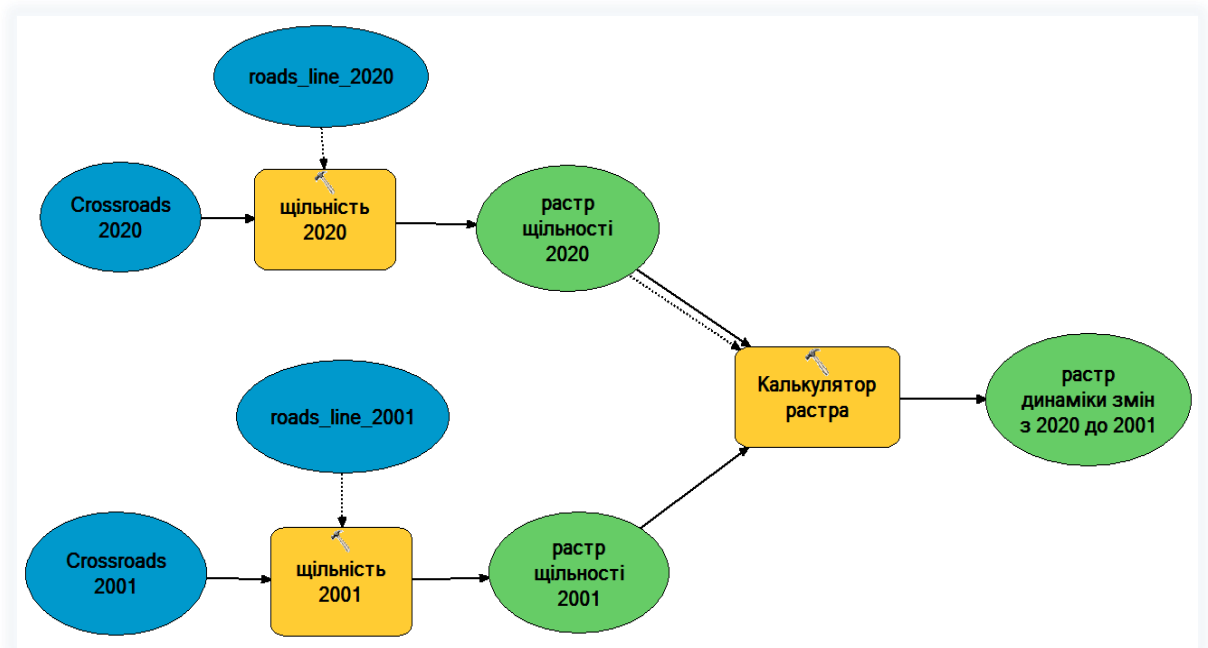 roads_line_2020
Crossroads
2020
щільність
2020
растр
щільності
2020
Калькулятор
растра
растр
динаміки змін
з 2020 до 2001
roads_line_2001
Crossroads
2001
щільність
2001
растр
щільності
2001